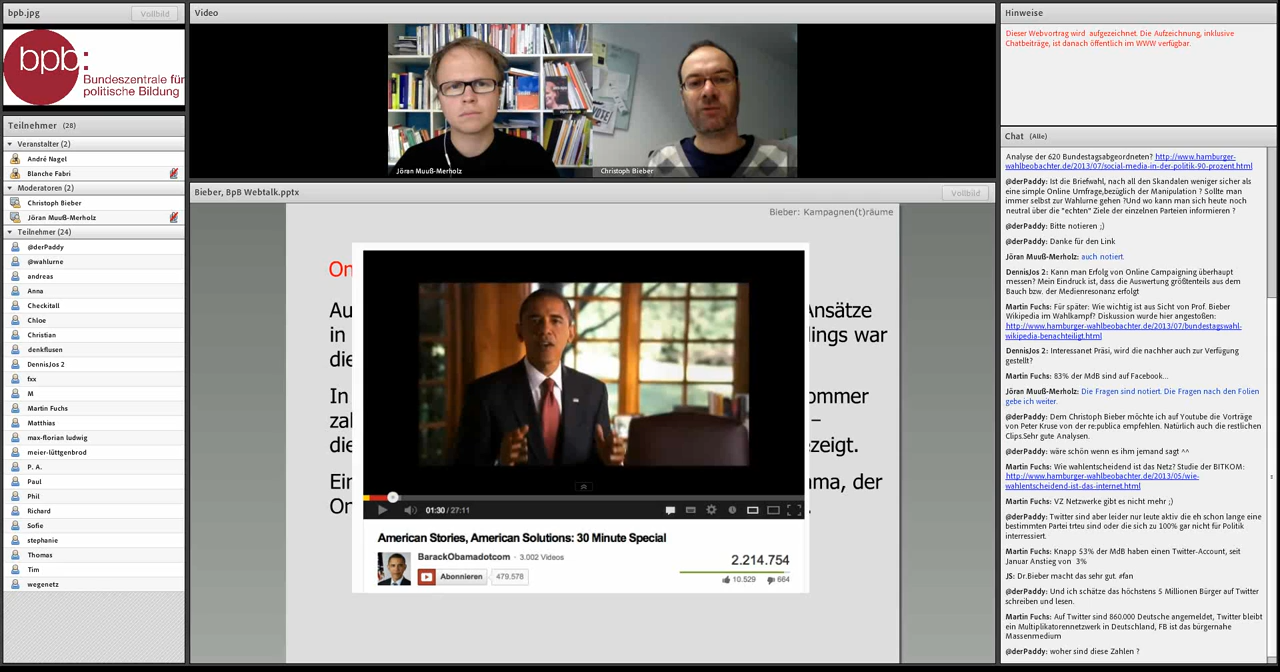 bpb.jpg
Vollbild
bpb:
Bundeszentrale für
politische Bildung
Teilnehmer (28)
Veranstalter (2)
André Nagel
Blanche Fabri
Moderatoren (2)
Christoph Bieber
Jöran Muuß-Merholz
Teilnehmer (24)
@derPaddy
@wahlurne
andreas
Anna
Checkitall
Chloe
Christian
denkflusen
DennisJos 2
fxx
M
Martin Fuchs
Matthias
max-florian ludwig
meier-lüttgenbrod
P. A.
Paul
Phil
Richard
Sofie
stephanie
Thomas
Tim
wegenetz
Video
VOTE
Jöran Muuß-Merholz
Christoph Bieber
Bieber, BpB Webtalk.pptx
Vollbild
Bieber: Kampagnen(t)räume
On
Au Ansätze
in lings war
die
In ommer
zal –
die zeigt.
Ein ama, der
On
01:30 / 27:11
American Stories, American Solutions: 30 Minute Special
BarackObamadotcom · 3.002 Videos
2.214.754
Abonnieren 479.578
10.529 664
Hinweise
Dieser Webvortrag wird aufgezeichnet. Die Aufzeichnung, inklusive
Chatbeiträge, ist danach öffentlich im WWW verfügbar.
Chat (Alle)
Analyse der 620 Bundestagsabgeordneten? http://www.hamburger-
wahlbeobachter.de/2013/07/social-media-in-der-politik-90-prozent.html
@derPaddy: Ist die Briefwahl, nach all den Skandalen weniger sicher als
eine simple Online Umfrage,bezüglich der Manipulation ? Sollte man
immer selbst zur Wahlurne gehen ?Und wo kann man sich heute noch
neutral über die "echten" Ziele der einzelnen Parteien informieren ?
@derPaddy: Bitte notieren ;)
@derPaddy: Danke für den Link
Jöran Muuß-Merholz: auch notiert.
DennisJos 2: Kann man Erfolg von Online Campaigning überhaupt
messen? Mein Eindruck ist, dass die Auswertung größtenteils aus dem
Bauch bzw. der Medienresonanz erfolgt
Martin Fuchs: Für später: Wie wichtig ist aus Sicht von Prof. Bieber
Wikipedia im Wahlkampf? Diskussion wurde hier angestoßen:
http://www.hamburger-wahlbeobachter.de/2013/07/bundestagswahl-
wikipedia-benachteiligt.html
DennisJos 2: Interessanet Präsi, wird die nachher auch zur Verfügung
gestellt?
Martin Fuchs: 83% der MdB sind auf Facebook...
Jöran Muuß-Merholz: Die Fragen sind notiert. Die Fragen nach den Folien
gebe ich weiter.
@derPaddy: Dem Christoph Bieber möchte ich auf Youtube die Vorträge
von Peter Kruse von der re:publica empfehlen. Natürlich auch die restlichen
Clips.Sehr gute Analysen.
@derPaddy: wäre schön wenn es ihm jemand sagt ^^
Martin Fuchs: Wie wahlentscheidend ist das Netz? Studie der BITKOM:
http://www.hamburger-wahlbeobachter.de/2013/05/wie-
wahlentscheidend-ist-das-internet.html
Martin Fuchs: VZ Netzwerke gibt es nicht mehr ;)
@derPaddy: Twitter sind aber leider nur leute aktiv die eh schon lange eine
bestimmten Partei trteu sind oder die sich zu 100% gar nicht für Politik
interressiert.
Martin Fuchs: Knapp 53% der MdB haben einen Twitter-Account, seit
Januar Anstieg von 3%
JS: Dr.Bieber macht das sehr gut. #fan
@derPaddy: Und ich schätze das höchstens 5 Millionen Bürger auf Twitter
schreiben und lesen.
Martin Fuchs: Auf Twitter sind 860.000 Deutsche angemeldet, Twitter bleibt
ein Multiplikatorennetzwerk in Deutschland, FB ist das bürgernahe
Massenmedium
@derPaddy: woher sind diese Zahlen ?